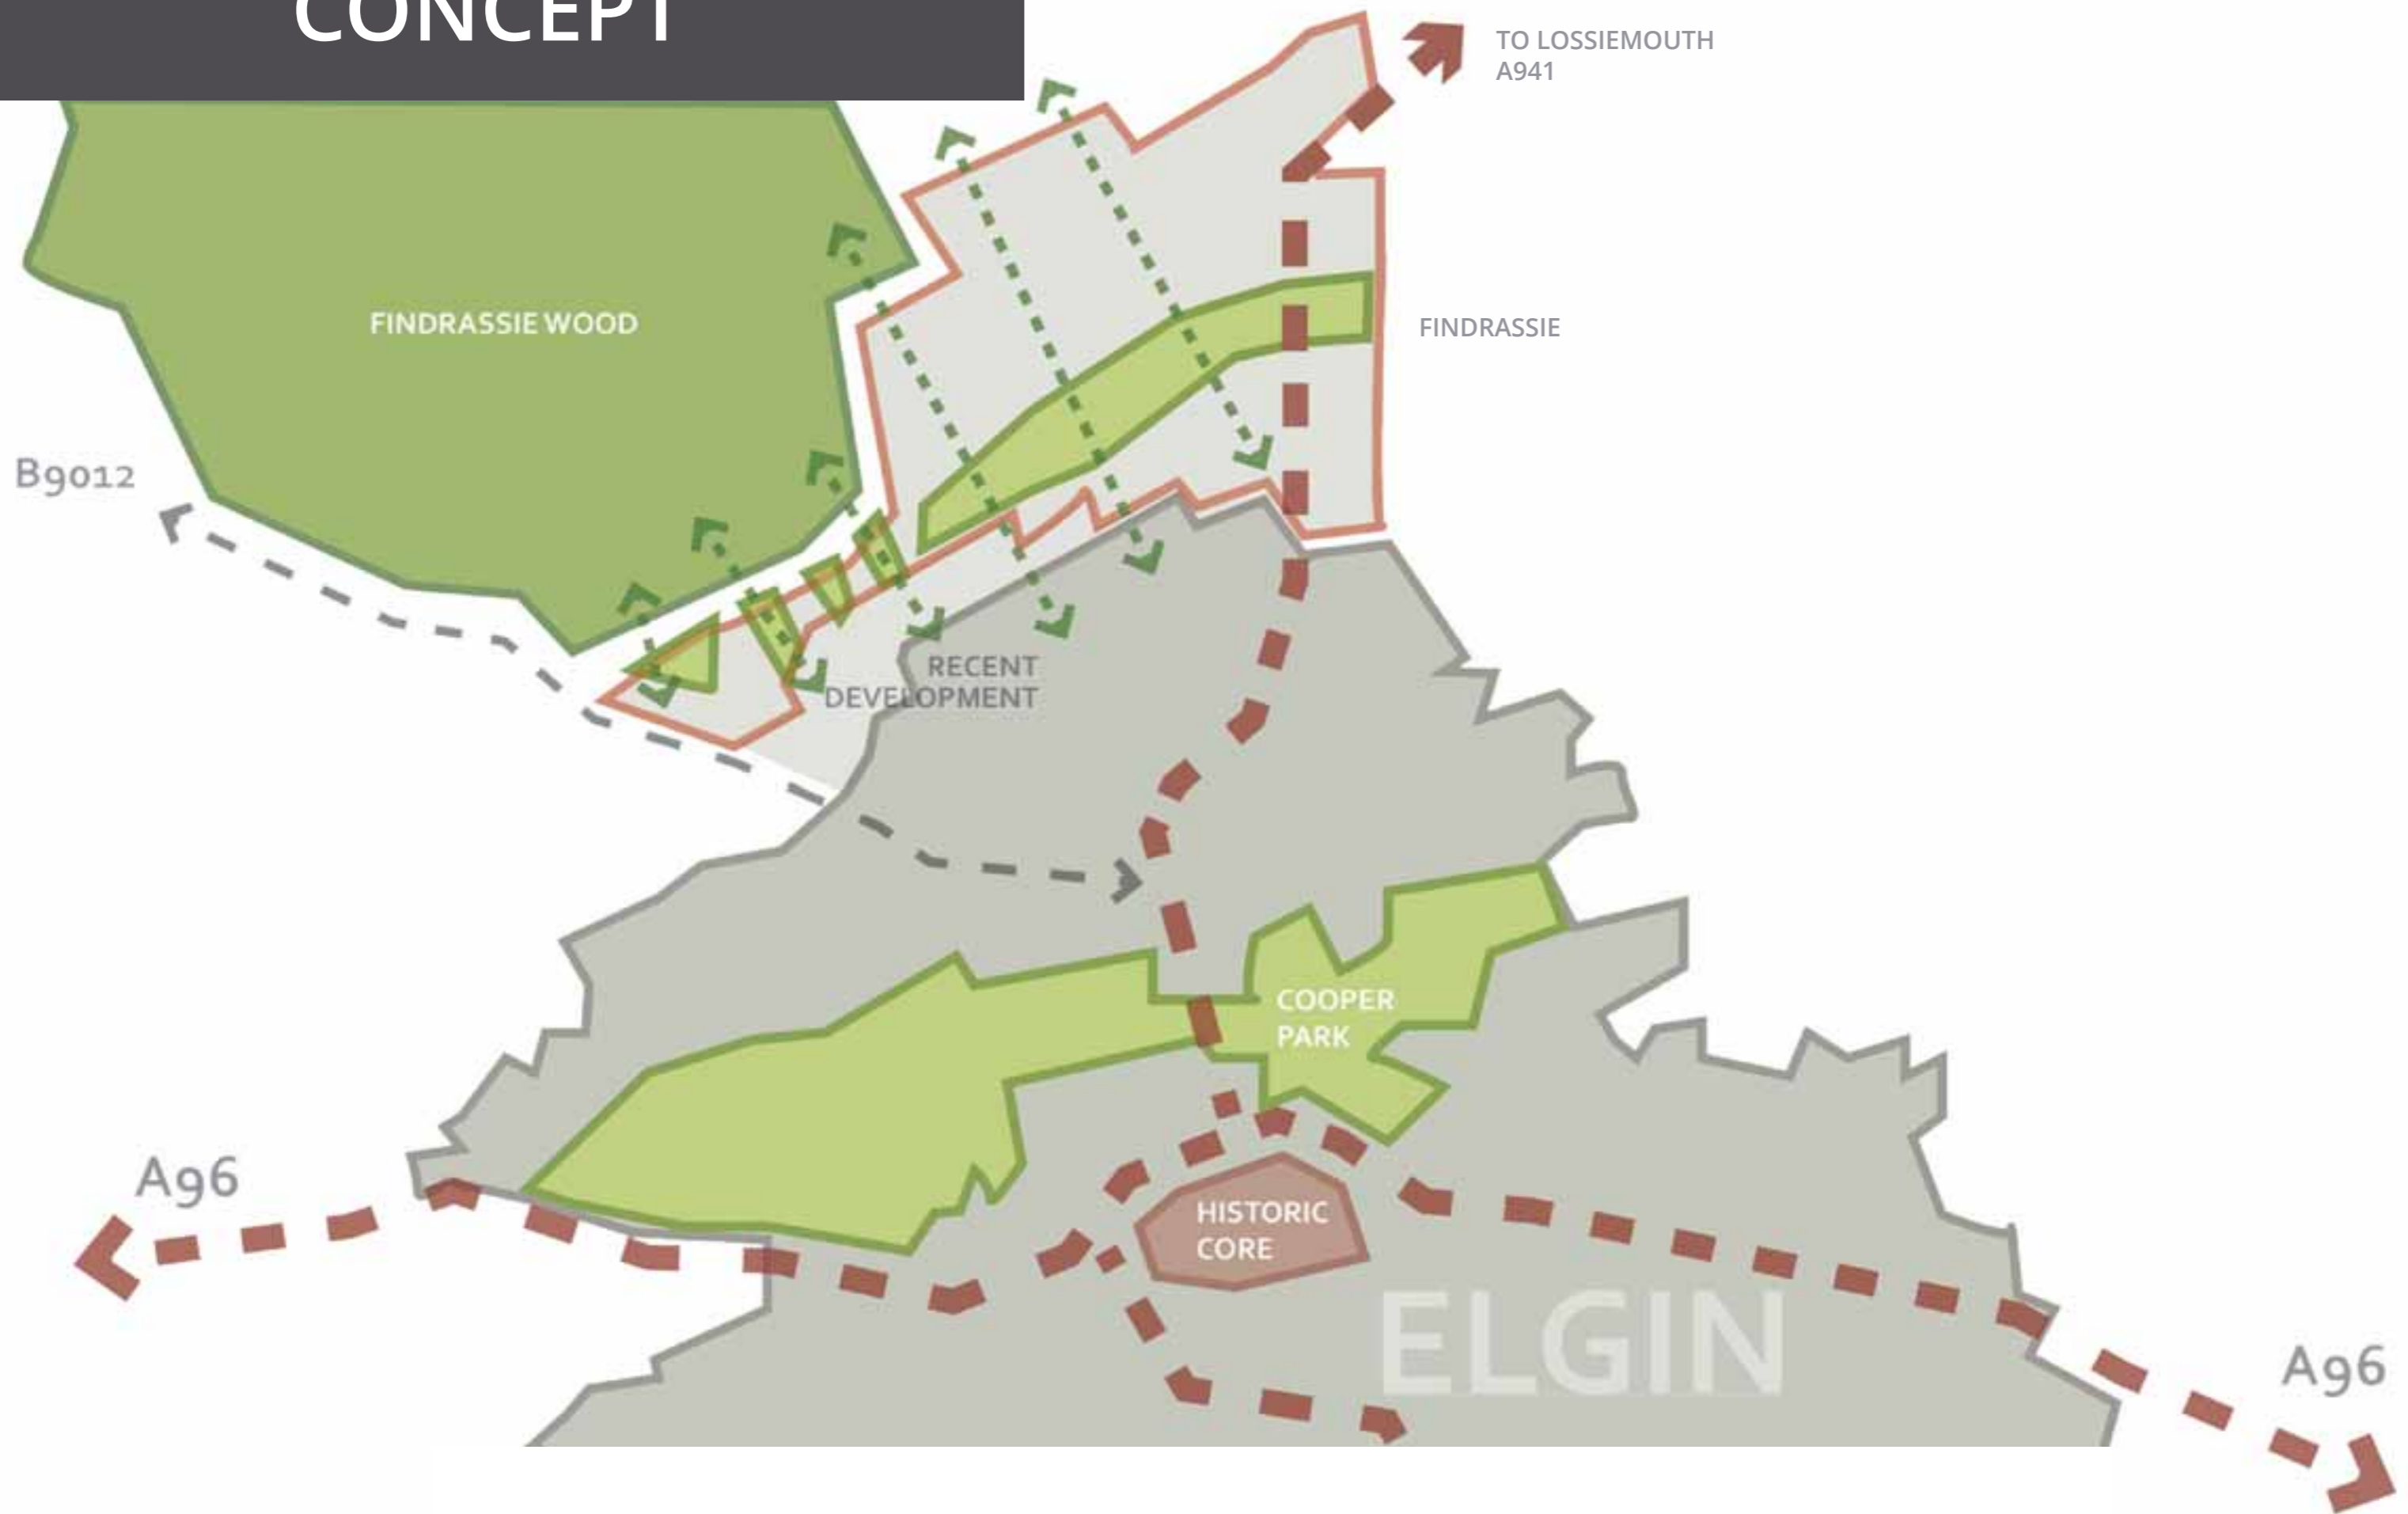 CONCEPT
TO LOSSIEMOUTH
A941
FINDRASSIE WOOD
FINDRASSIE
B9012
RECENT
DEVELOPMENT
COOPER
PARK
A96
HISTORIC
CORE
ELGIN
A96